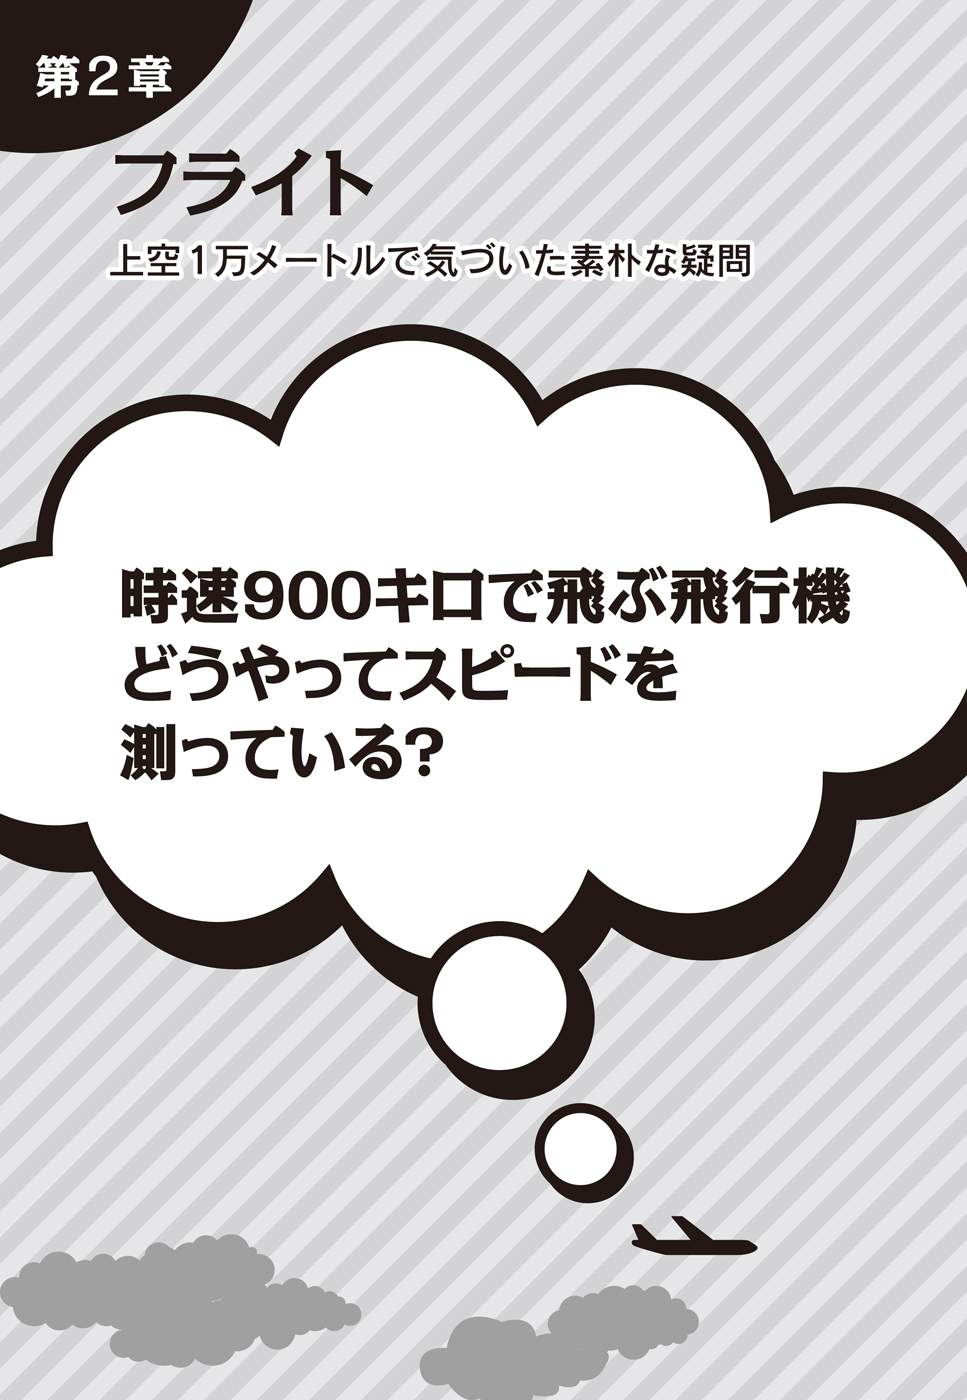 第2章
フライト
上空1万メートルで気づいた素朴な疑問
時速900キロで飛ぶ飛行機
どうやってスピードを
測っている?